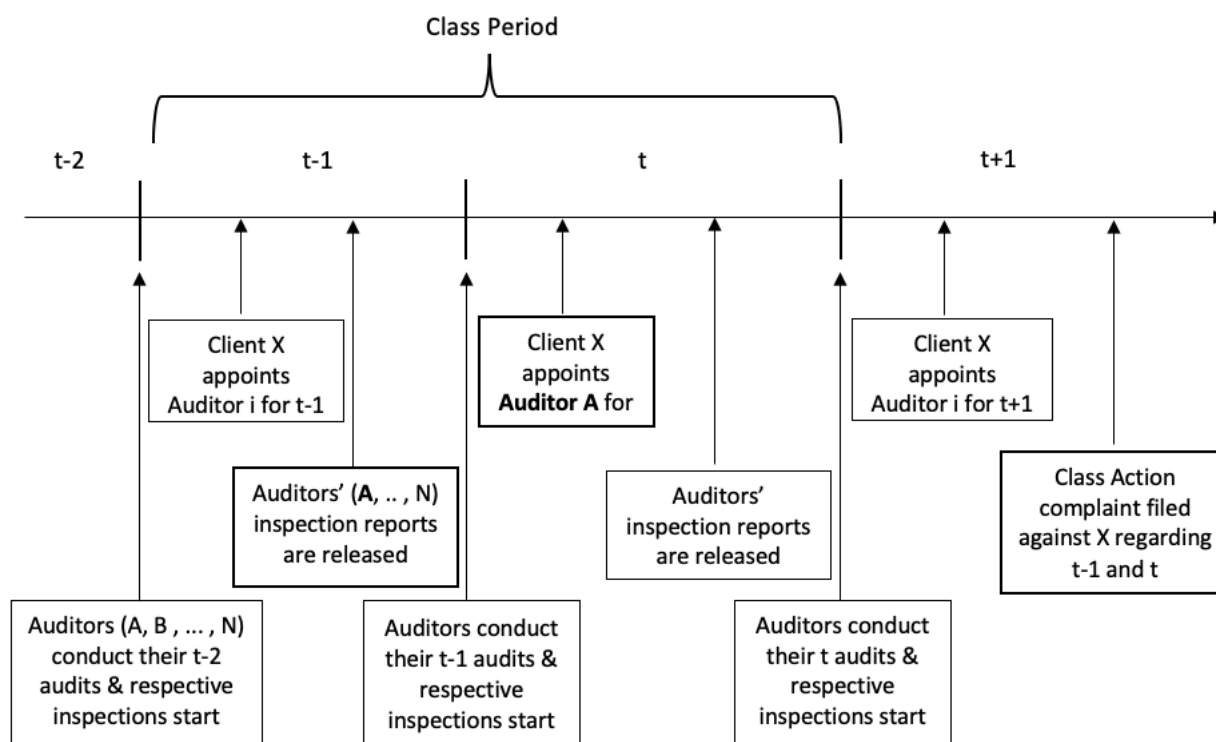 Class Period
t-2
t-1
t
t+1
Client X
appoints
Auditor i for t-1
Client X
appoints
Auditor A for
Client X
appoints
Auditor i for t+1
Auditors’ (A, .. , N)
inspection reports
are released
Auditors’
inspection reports
are released
Class Action
complaint filed
against X regarding
t-1 and t
Auditors (A, B , ... , N)
conduct their t-2
audits & respective
inspections start
Auditors conduct
their t-1 audits &
respective
inspections start
Auditors conduct
their t audits &
respective
inspections start